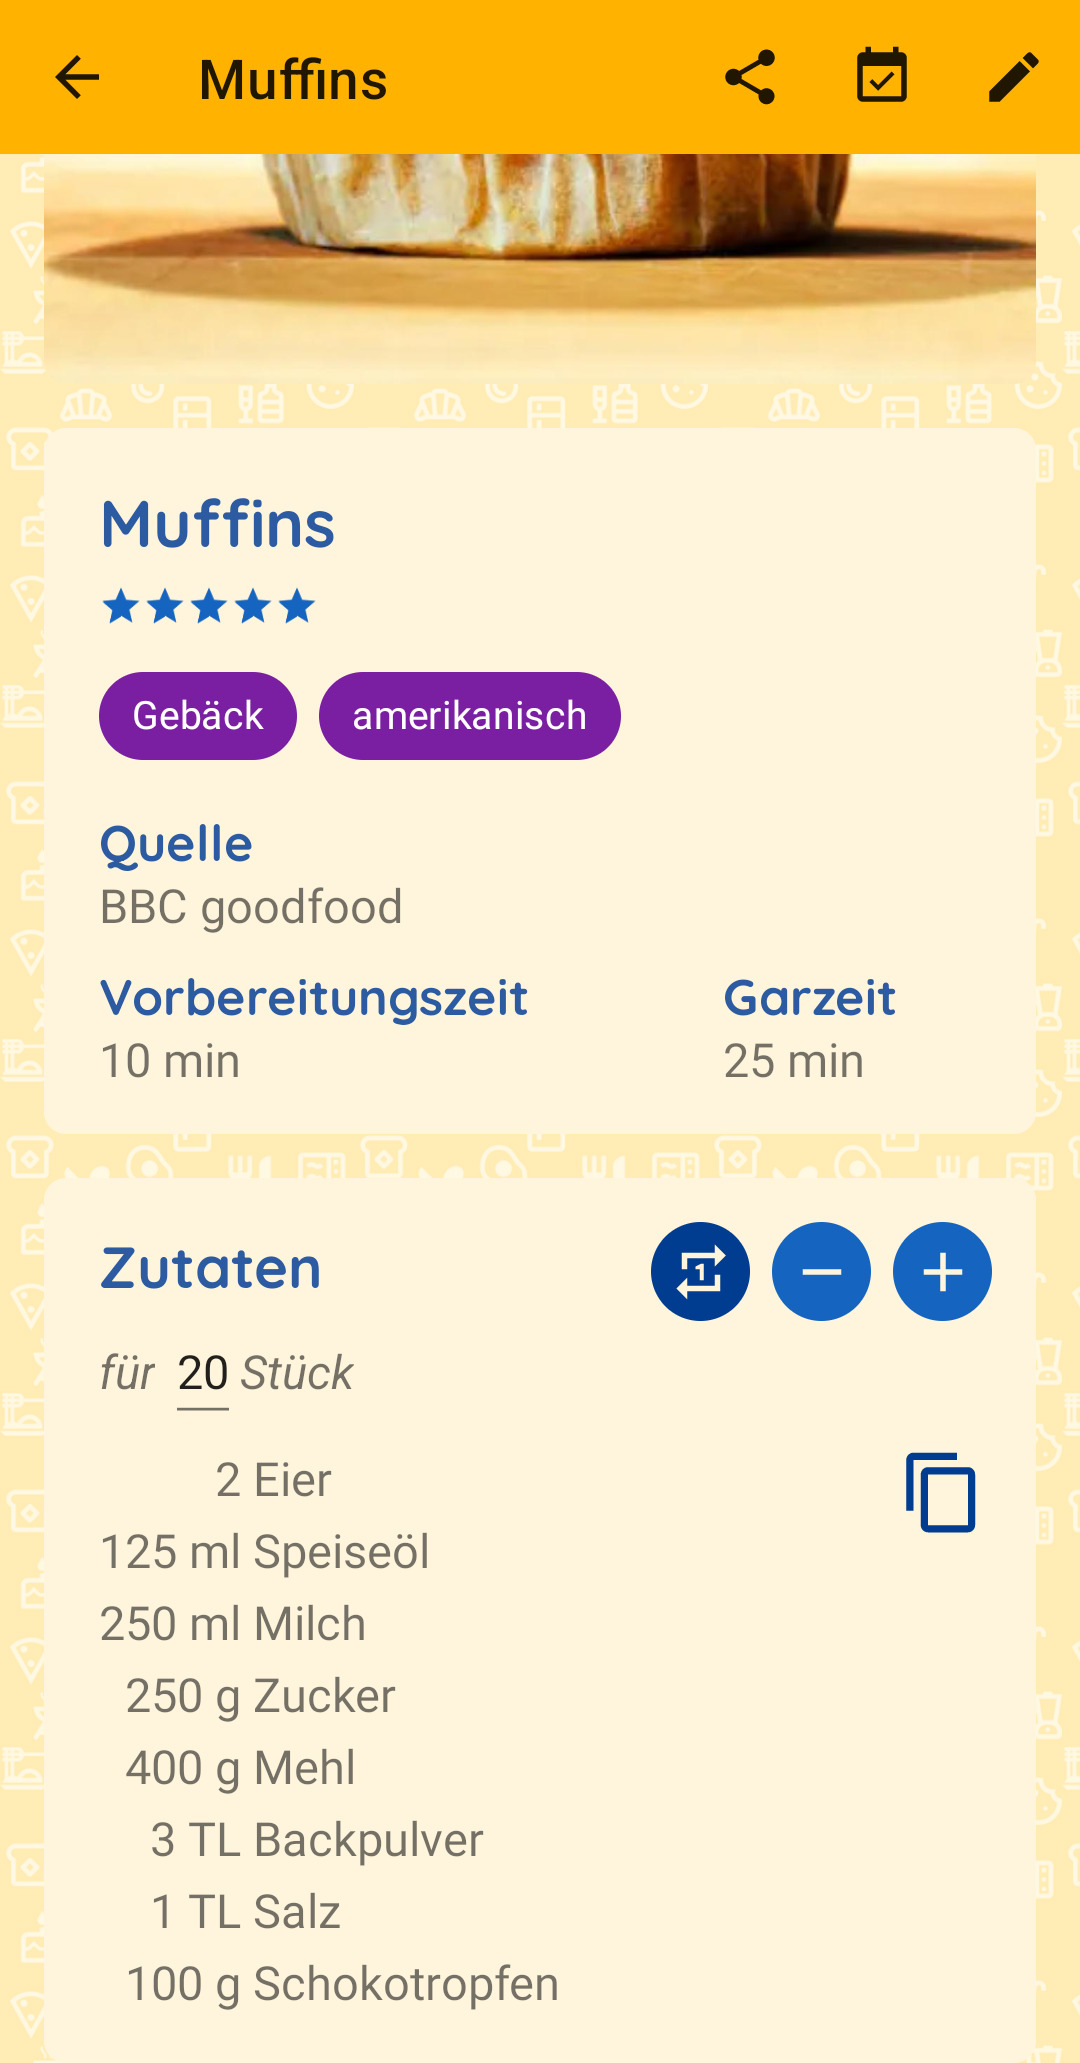 Muffins
Muffins
Gebäck amerikanisch
Quelle
BBC goodfood
Vorbereitungszeit Garzeit
10 min 25 min
Zutaten 1
für 20 Stück
2 Eier
125 ml Speiseöl
250 ml Milch
250 g Zucker
400 g Mehl
3 TL Backpulver
1 TL Salz
100 g Schokotropfen